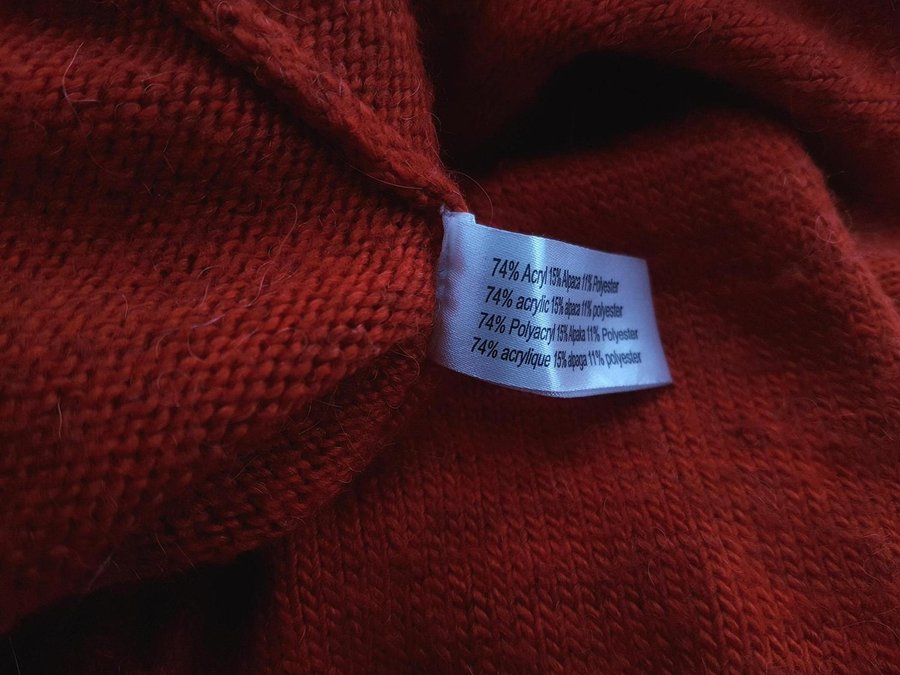 74% Acryl 15% Alpaca 11% Polyester
74% acrylic 15% alpaca 11% polyester
74% Polyacryl 15% Alpaka 11% Polyester
74% acrylique 15% alpaga 11% polyester